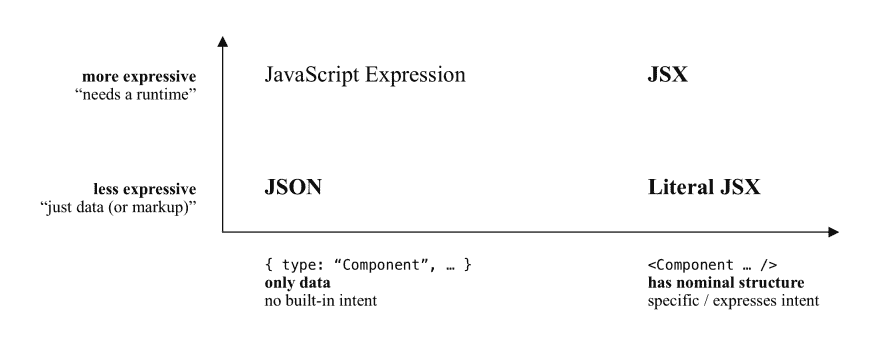 more expressive
“needs a runtime”
JavaScript Expression
JSX
less expressive
“just data (or markup)”
JSON
Literal JSX
{ type: “Component”, … }
only data
no built-in intent
<Component … />
has nominal structure
specific / expresses intent